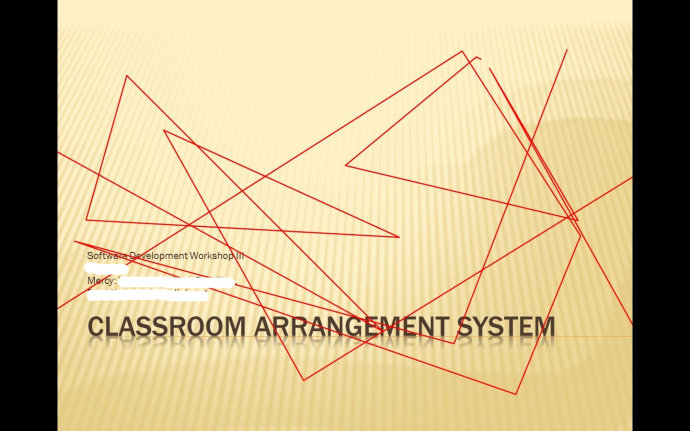 Software Development Workshop III
Mercy:
CLASSROOM ARRANGEMENT SYSTEM